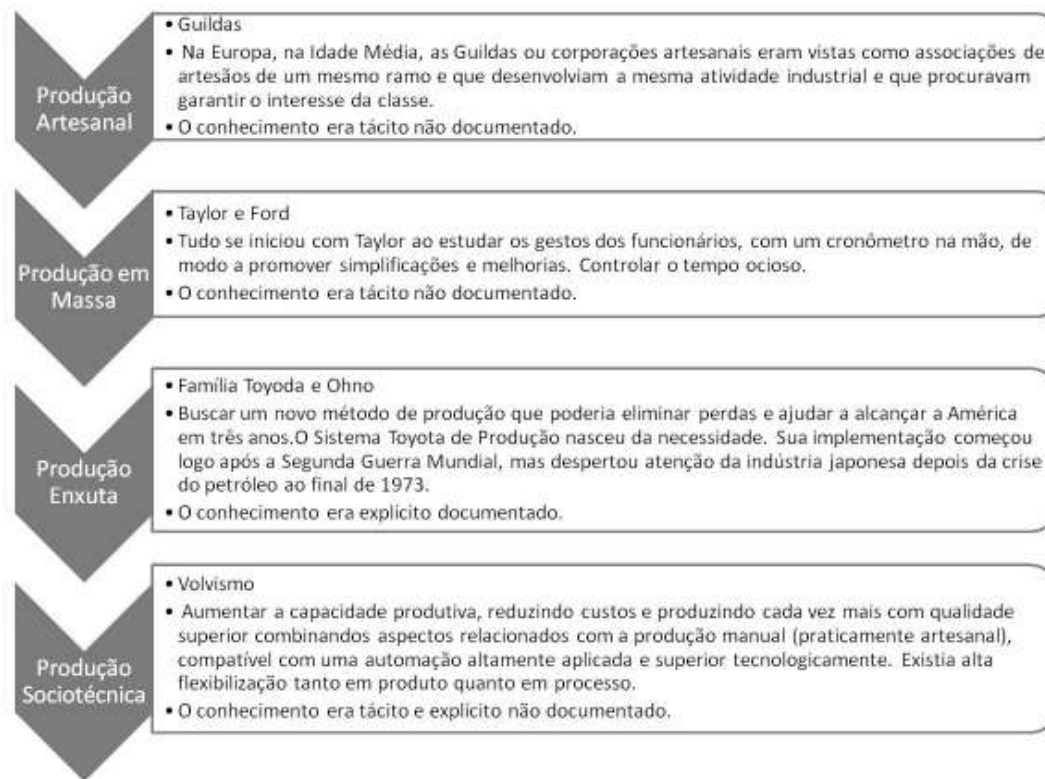 Produção
Artesanal
• Guildas
• Na Europa, na Idade Média, as Guildas ou corporações artesanais eram vistas como associações de
artesãos de um mesmo ramo e que desenvolviam a mesma atividade industrial e que procuravam
garantir o interesse da classe.
• O conhecimento era tácito não documentado.
Produção em
Massa
• Taylor e Ford
• Tudo se iniciou com Taylor ao estudar os gestos dos funcionários, com um cronômetro na mão, de
modo a promover simplificações e melhorias. Controlar o tempo ocioso.
• O conhecimento era tácito não documentado.
Produção
Enxuta
• Família Toyoda e Ohno
• Buscar um novo método de produção que poderia eliminar perdas e ajudar a alcançar a América
em três anos.O Sistema Toyota de Produção nasceu da necessidade. Sua implementação começou
logo após a Segunda Guerra Mundial, mas despertou atenção da indústria japonesa depois da crise
do petróleo ao final de 1973.
• O conhecimento era explícito documentado.
Produção
Sociotécnica
• Volvismo
• Aumentar a capacidade produtiva, reduzindo custos e produzindo cada vez mais com qualidade
superior combinandos aspectos relacionados com a produção manual (praticamente artesanal),
compatível com uma automação altamente aplicada e superior tecnologicamente. Existia alta
flexibilização tanto em produto quanto em processo.
• O conhecimento era tácito e explícito não documentado.